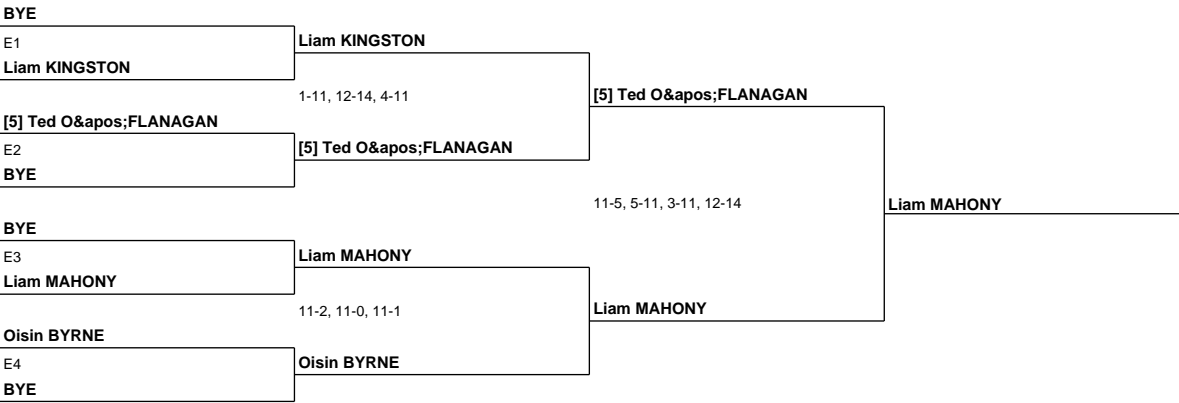 BYE
E1
Liam KINGSTON
Liam KINGSTON
1-11, 12-14, 4-11
[5] Ted O&apos;FLANAGAN
[5] Ted O&apos;FLANAGAN
E2
[5] Ted O&apos;FLANAGAN
BYE
11-5, 5-11, 3-11, 12-14
Liam MAHONY
BYE
E3
Liam MAHONY
Liam MAHONY
11-2, 11-0, 11-1
Liam MAHONY
Oisin BYRNE
E4
Oisin BYRNE
BYE